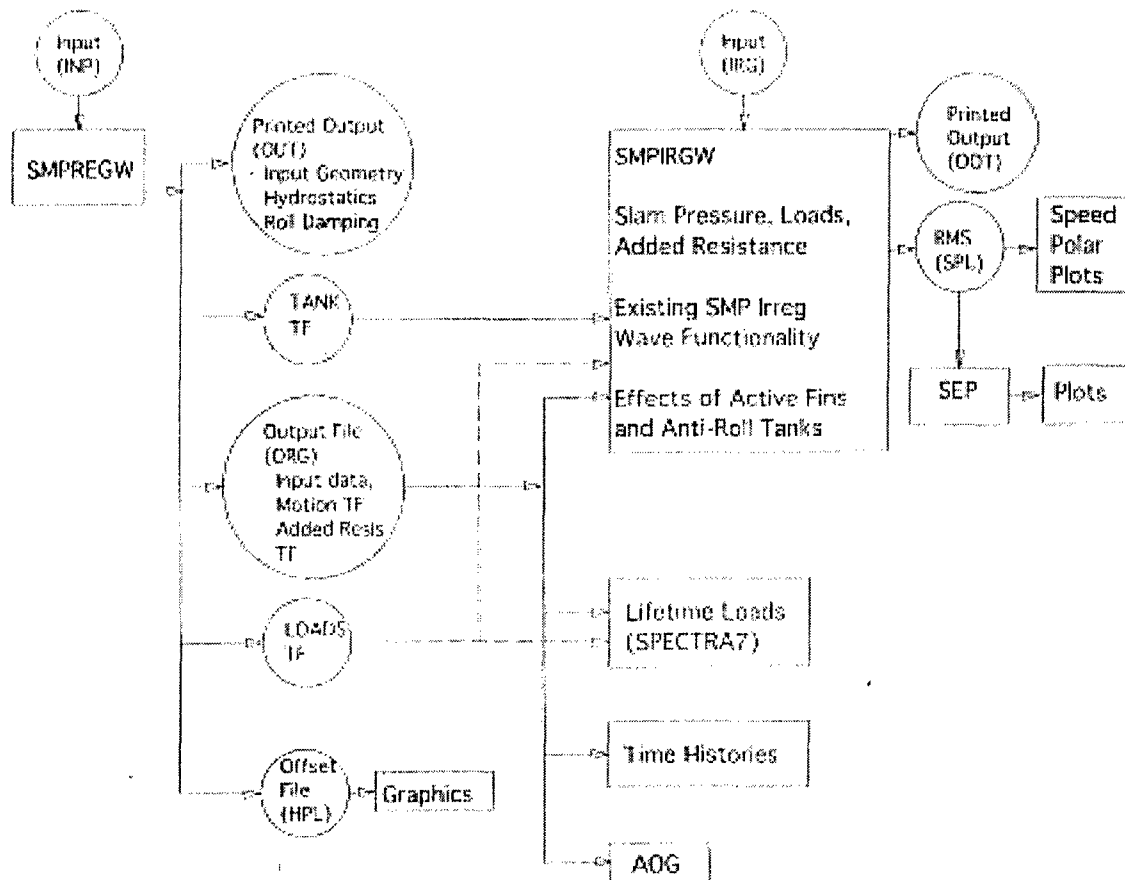 Input
(INP)
SMPREGW
Printed Output
(OUT)
- Input Geometry
Hydrostatics
Roll Damping
TANK
TF
Output File
(ORG)
Input data,
Motion TF
Added Resis
TF
LOADS
TF
Offset
File
(HPL)
Graphics
Input
(IRG)
SMPIRGW
Slam Pressure, Loads,
Added Resistance
Existing SMP Irreg
Wave Functionality
Effects of Active Fins
and Anti-Roll Tanks
Printed
Output
(OOT)
RMS
(SPL)
Speed
Polar
Plots
SEP
Plots
Lifetime Loads
(SPECTRA7)
Time Histories
AOG